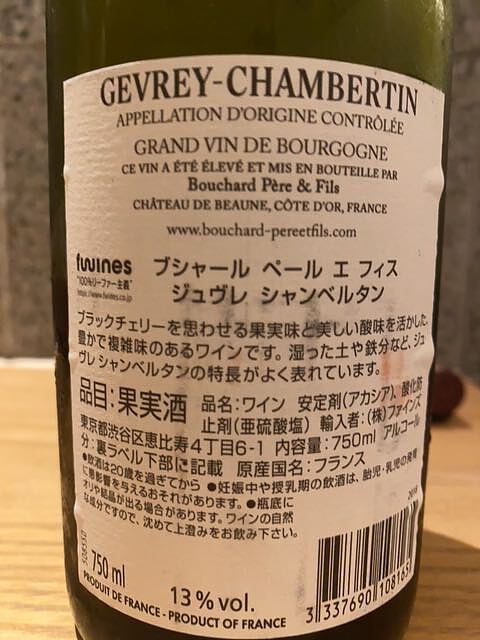 GEVREY-CHAMBERTIN
APPELLATION D'ORIGINE CONTRÔLÉE
GRAND VIN DE BOURGOGNE
CE VIN A ÉTÉ ÉLEVÉ ET MIS EN BOUTEILLE PAR
Bouchard Père & Fils
CHÂTEAU DE BEAUNE, CÔTE D'OR, FRANCE
www.bouchard-pereetfils.com
fwines
"100%リーファー主義"
https://www.fwines.co.jp
ブシャール ペール エ フィス
ジュヴレ シャンベルタン
ブラックチェリーを思わせる果実味と美しい酸味を活かした、
豊かで複雑味のあるワインです。湿った土や鉄分など、ジュ
ヴレ シャンベルタンの特長がよく表れています。
品目:果実酒 品名:ワイン 安定剤(アカシア)、酸化防
止剤(亜硫酸塩) 輸入者:(株)ファインズ
東京都渋谷区恵比寿4丁目6-1 内容量:750ml アルコール
分:裏ラベル下部に記載 原産国名:フランス
●飲酒は20歳を過ぎてから ●妊娠中や授乳期の飲酒は、胎児・乳児の発育
に悪影響を与えるおそれがあります。●瓶底に
オリや結晶が出る場合があります。ワインの自然
な成分ですので、沈めて上澄みをお飲み下さい。
2018
750 ml
13 % vol.
PRODUIT DE FRANCE - PRODUCT OF FRANCE
3 337690 108165